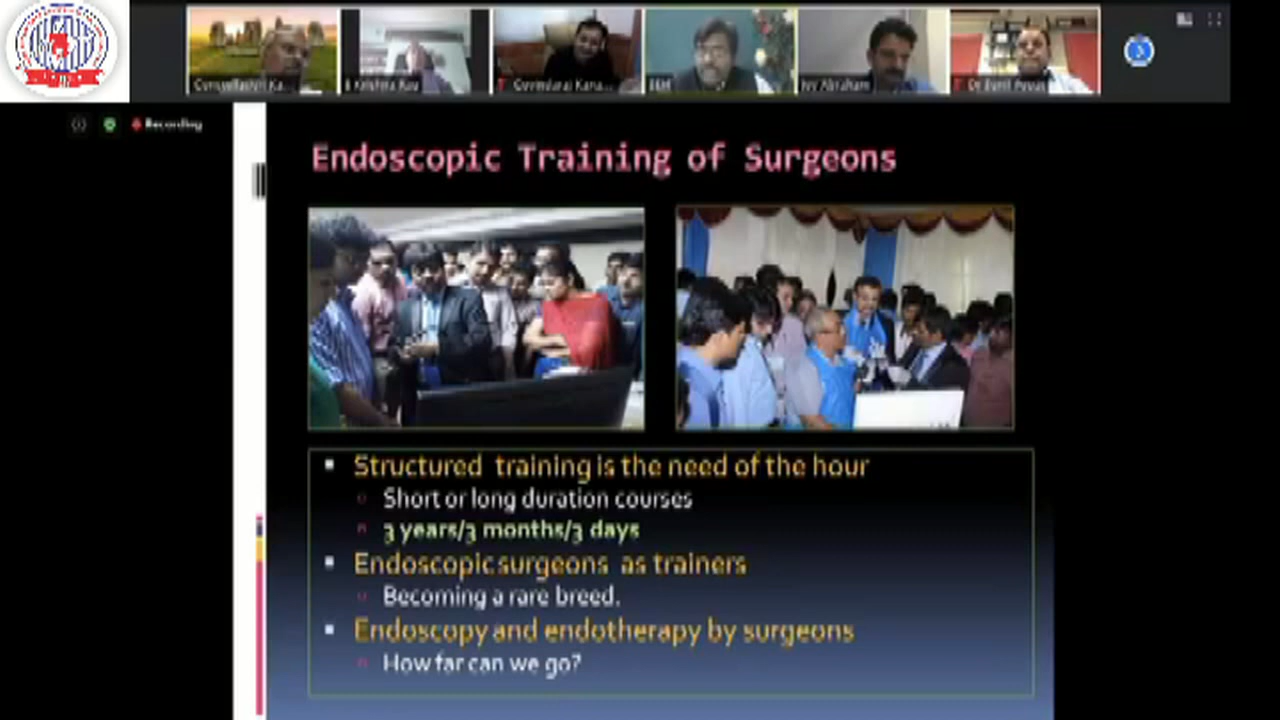 Recording
Endoscopic Training of Surgeons
Structured training is the need of the hour
Short or long duration courses
3 years/3 months/3 days
Endoscopic surgeons as trainers
Becoming a rare breed.
Endoscopy and endotherapy by surgeons
How far can we go?